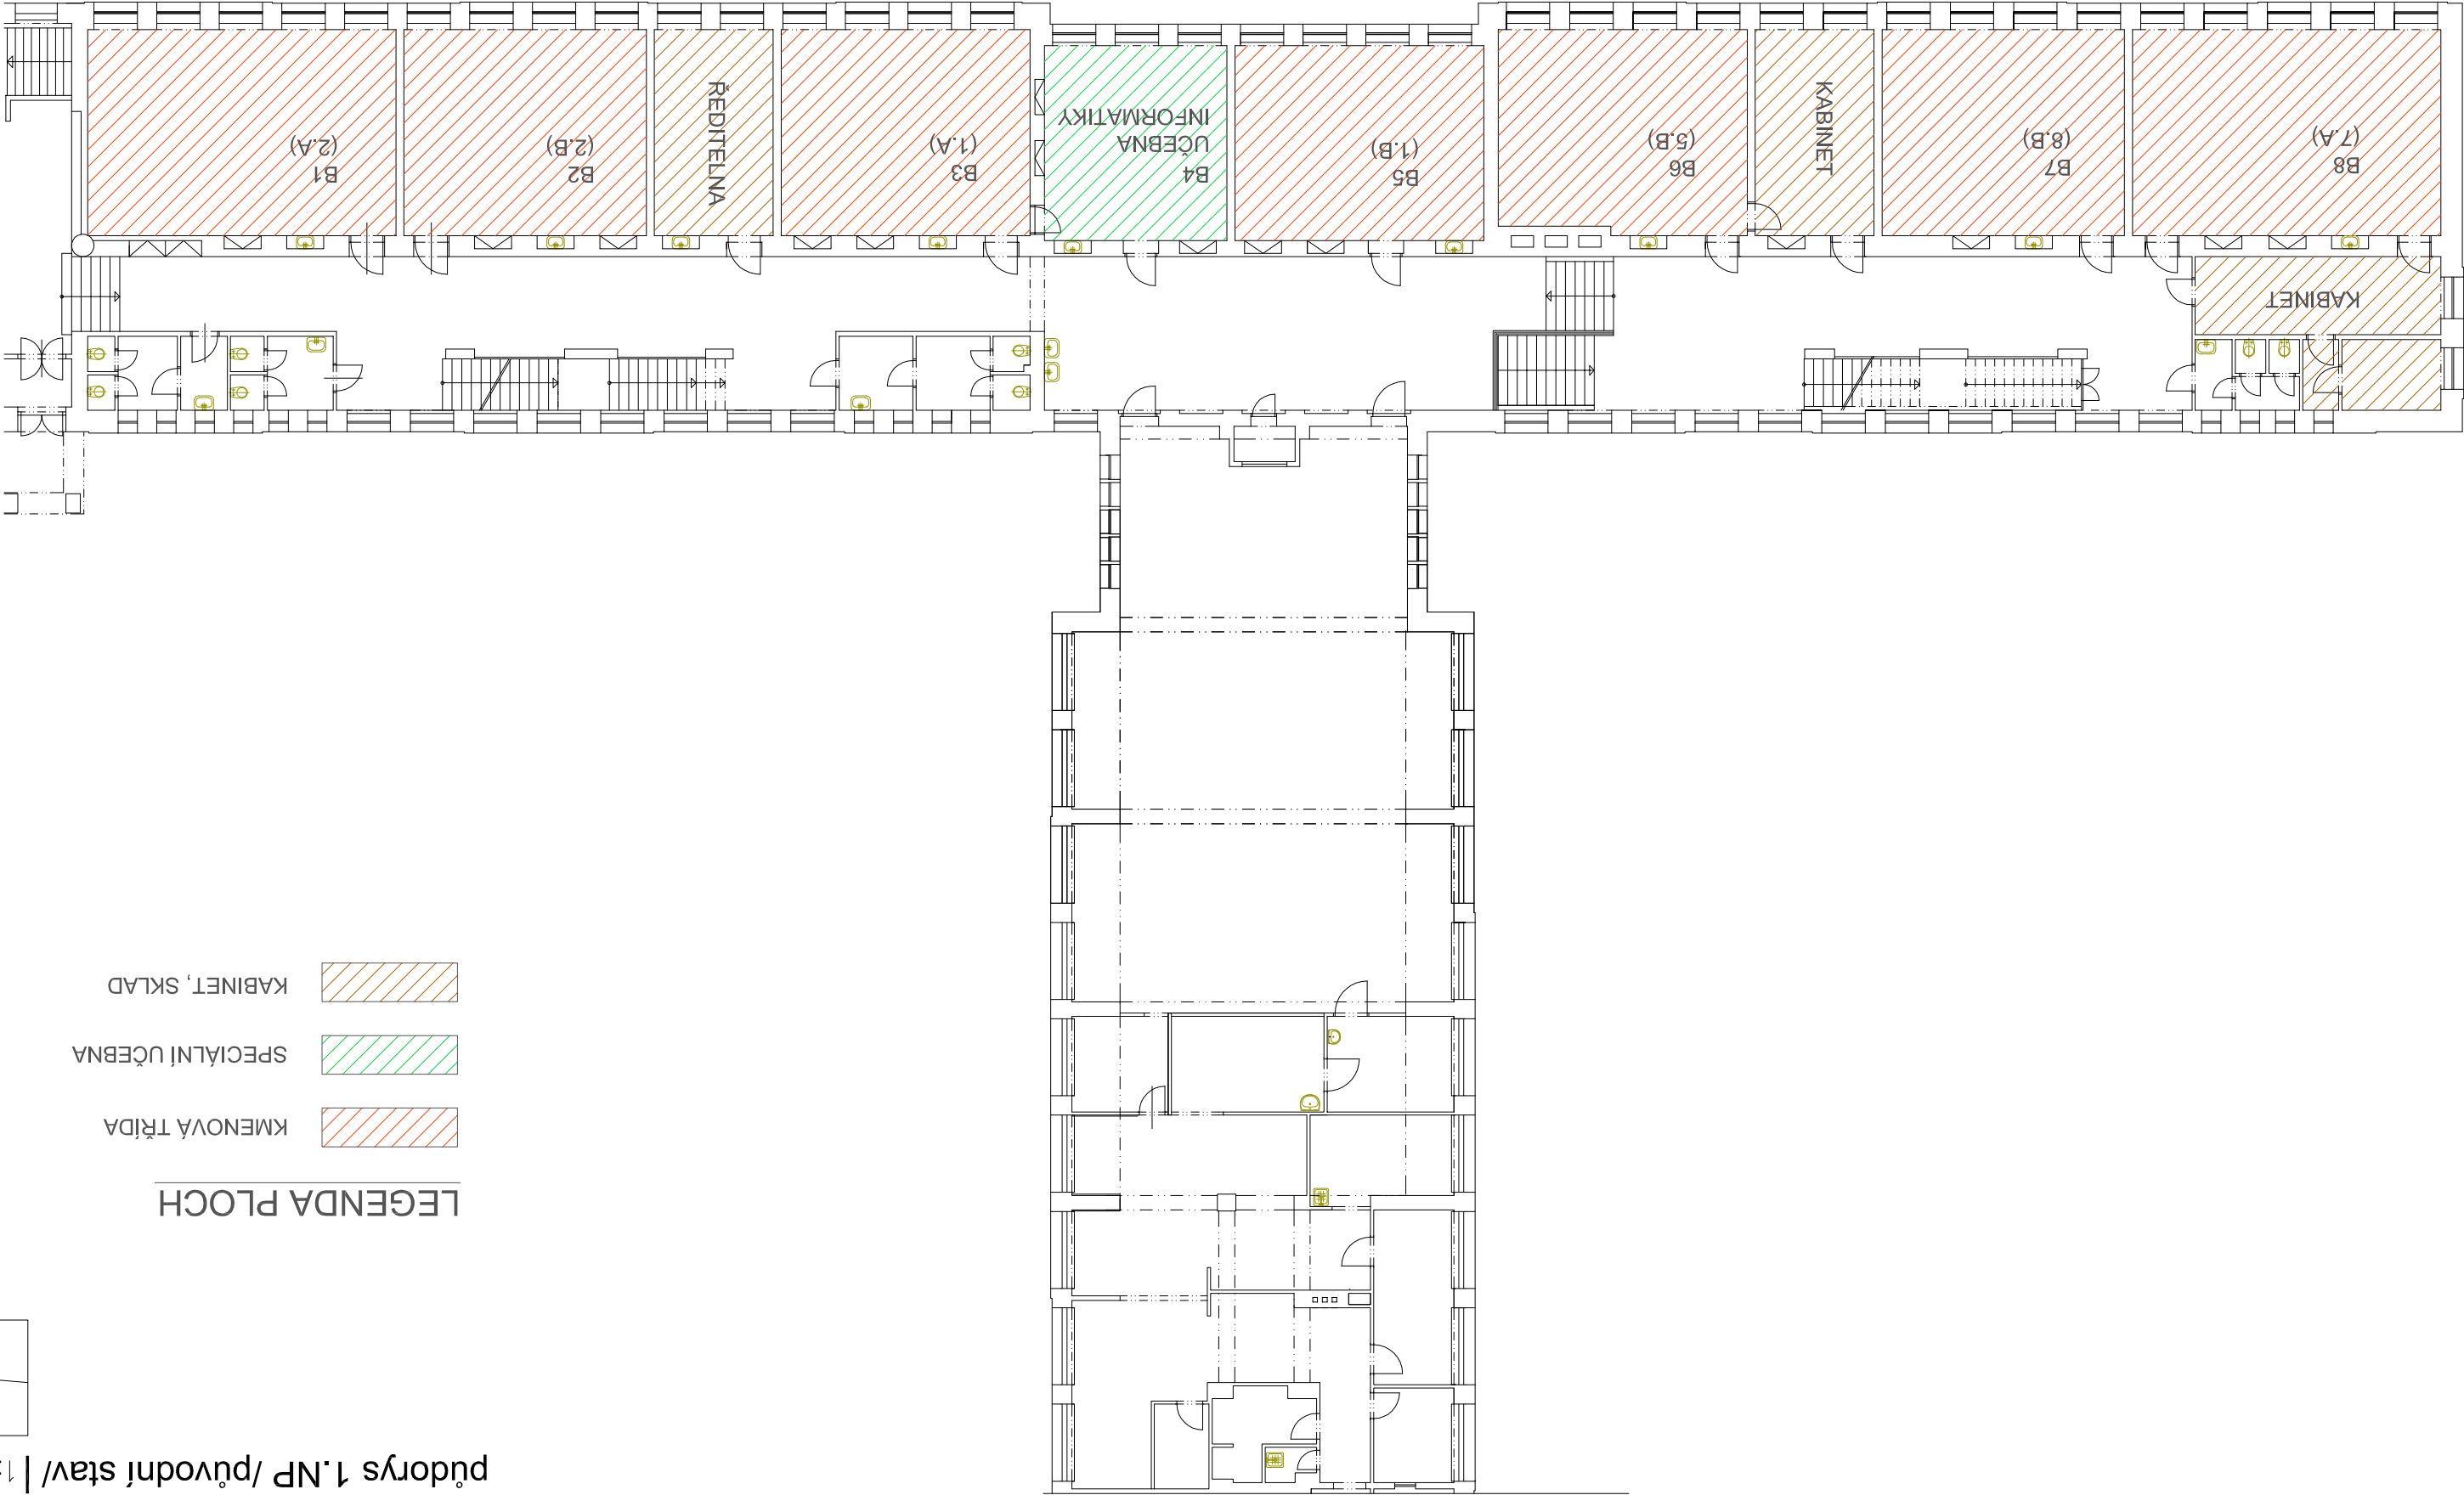 půdorys 1.NP /původní stav/ | 1:
LEGENDA PLOCH
KMENOVÁ TŘÍDA
SPECIÁLNÍ UČEBNA
KABINET, SKLAD
KABINET
B8
(7.A)
B7
(8.B)
KABINET
B6
(5.B)
B5
(1.B)
B4
UČEBNA
INFORMATIKY
B3
(1.A)
ŘEDITELNA
B2
(2.B)
B1
(2.A)